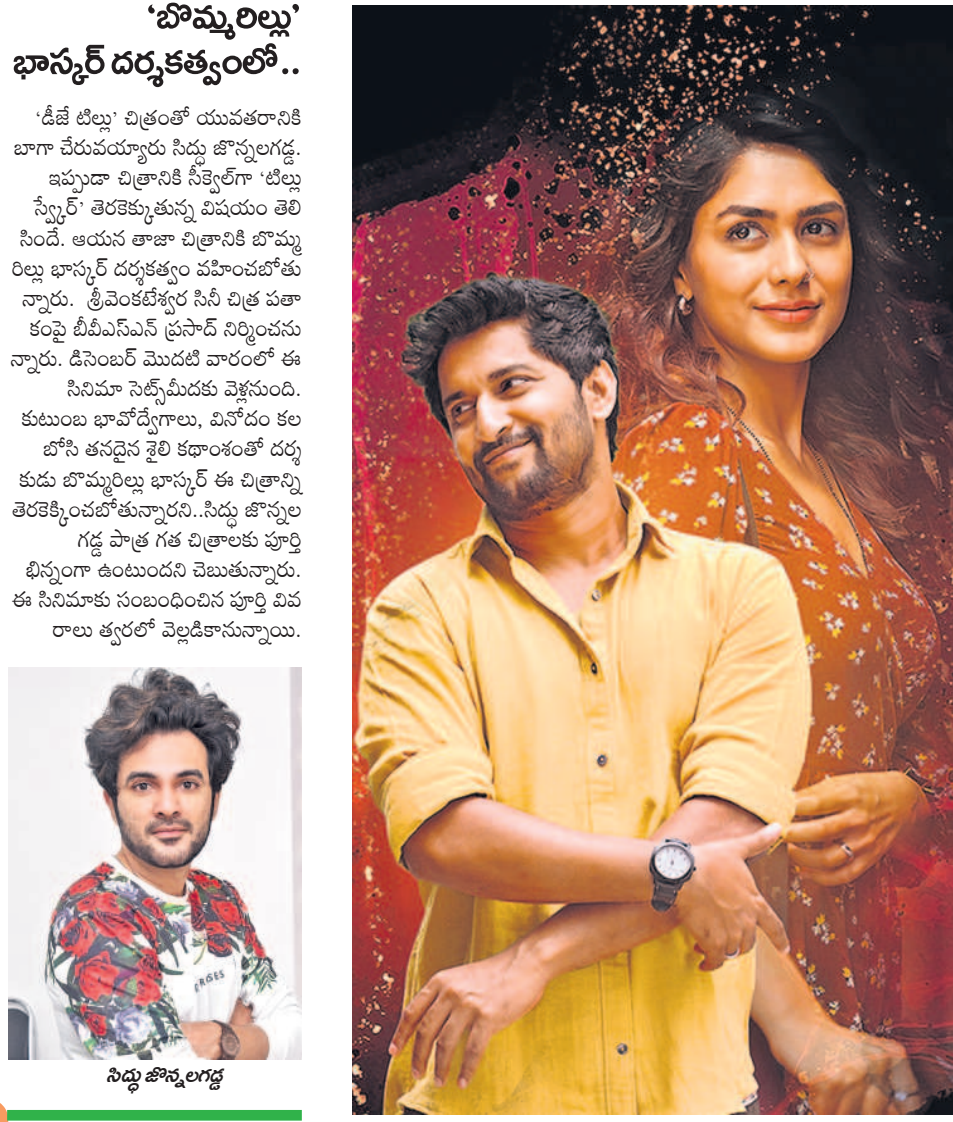 ‘బొమ్మరిల్లు’
భాస్కర్ దర్శకత్వంలో..
‘డీజే టిల్లు’ చిత్రంతో యువతరానికి
బాగా చేరువయ్యారు సిద్ధు జొన్నలగడ్డ.
ఇప్పుడా చిత్రానికి సీక్వెల్‌గా ‘టిల్లు
స్క్వేర్’ తెరకెక్కుతున్న విషయం తెలి
సిందే. ఆయన తాజా చిత్రానికి బొమ్మ
రిల్లు భాస్కర్ దర్శకత్వం వహించబోతు
న్నారు. శ్రీవెంకటేశ్వర సినీ చిత్ర పతా
కంపై బీవీఎస్ఎన్ ప్రసాద్ నిర్మించను
న్నారు. డిసెంబర్ మొదటి వారంలో ఈ
సినిమా సెట్స్‌మీదకు వెళ్లనుంది.
కుటుంబ భావోద్వేగాలు, వినోదం కల
బోసి తనదైన శైలి కథాంశంతో దర్శ
కుడు బొమ్మరిల్లు భాస్కర్ ఈ చిత్రాన్ని
తెరకెక్కించబోతున్నారని..సిద్ధు జొన్నల
గడ్డ పాత్ర గత చిత్రాలకు పూర్తి
భిన్నంగా ఉంటుందని చెబుతున్నారు.
ఈ సినిమాకు సంబంధించిన పూర్తి వివ
రాలు త్వరలో వెల్లడికానున్నాయి.
సిద్ధు జొన్నలగడ్డ